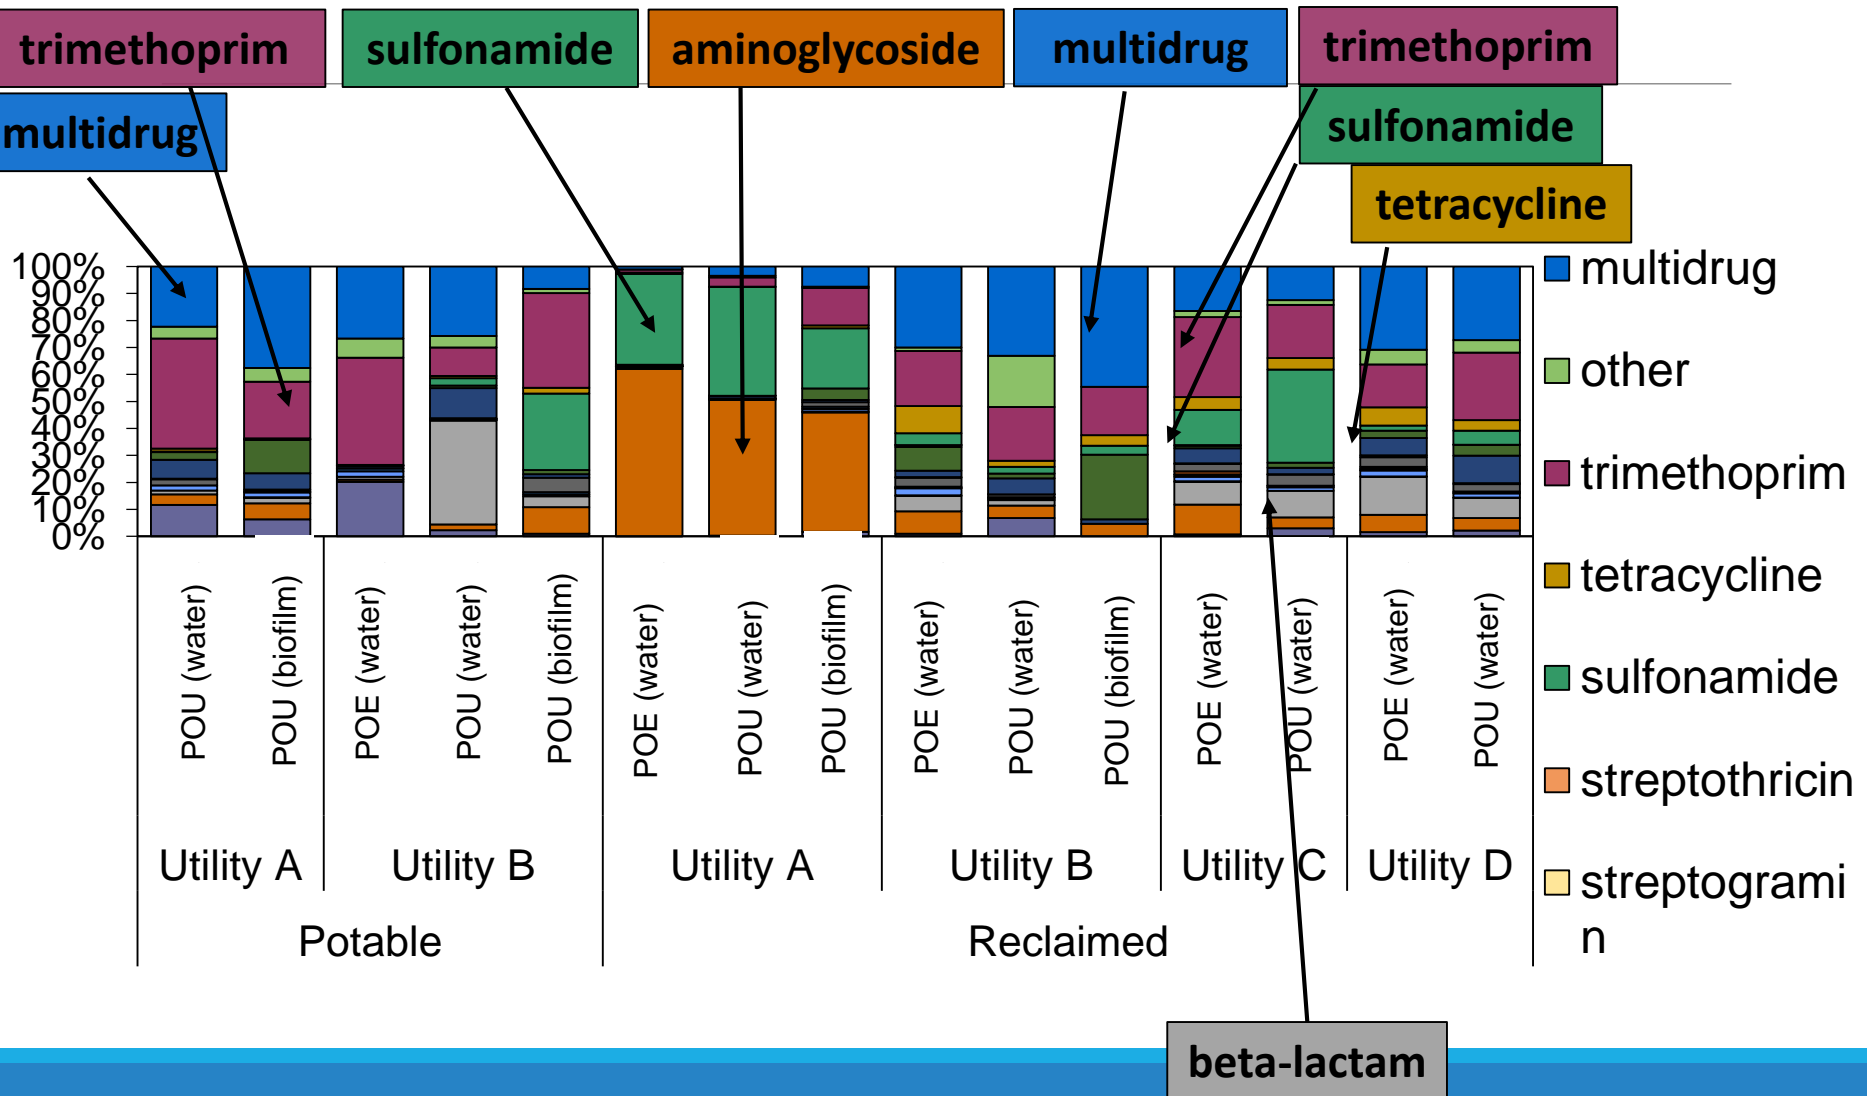 trimethoprim
sulfonamide
aminoglycoside
multidrug
trimethoprim
multidrug
sulfonamide
tetracycline
100%
90%
80%
70%
60%
50%
40%
30%
20%
10%
0%
multidrug
other
trimethoprim
tetracycline
sulfonamide
streptothricin
streptogrami
n
POU (water)
POU (biofilm)
POE (water)
POU (water)
POU (biofilm)
POE (water)
POU (water)
POU (biofilm)
POE (water)
POU (water)
POU (biofilm)
POE (water)
POU (water)
POE (water)
POU (water)
Utility A
Utility B
Utility A
Utility B
Utility C
Utility D
Potable
Reclaimed
beta-lactam